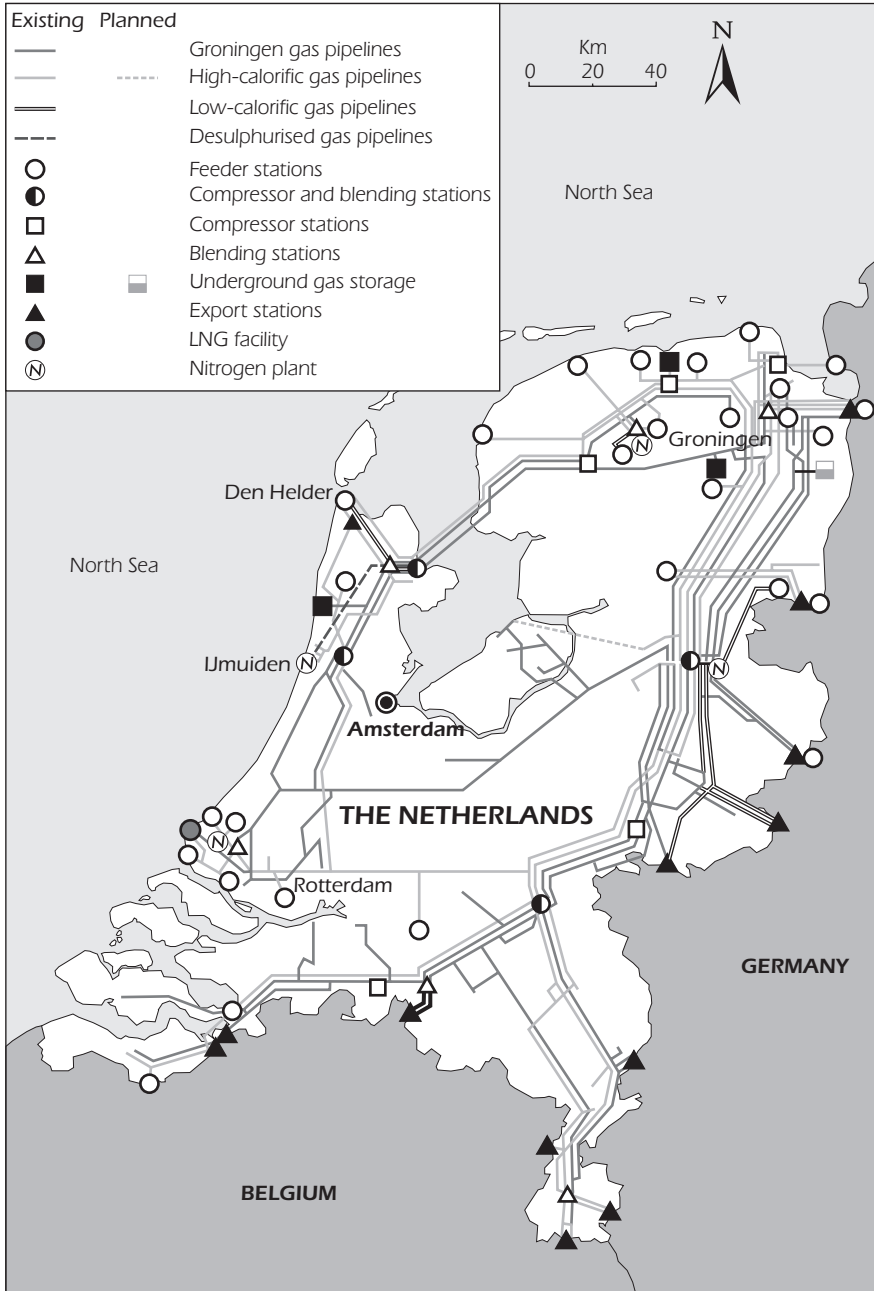 Existing Planned
Groningen gas pipelines
High-calorific gas pipelines
Low-calorific gas pipelines
Desulphurised gas pipelines
Feeder stations
Compressor and blending stations
Compressor stations
Blending stations
Underground gas storage
Export stations
LNG facility
N Nitrogen plant
Km
0 20 40
N
North Sea
N
Groningen
Den Helder
North Sea
IJmuiden N
N
Amsterdam
THE NETHERLANDS
N
Rotterdam
GERMANY
BELGIUM